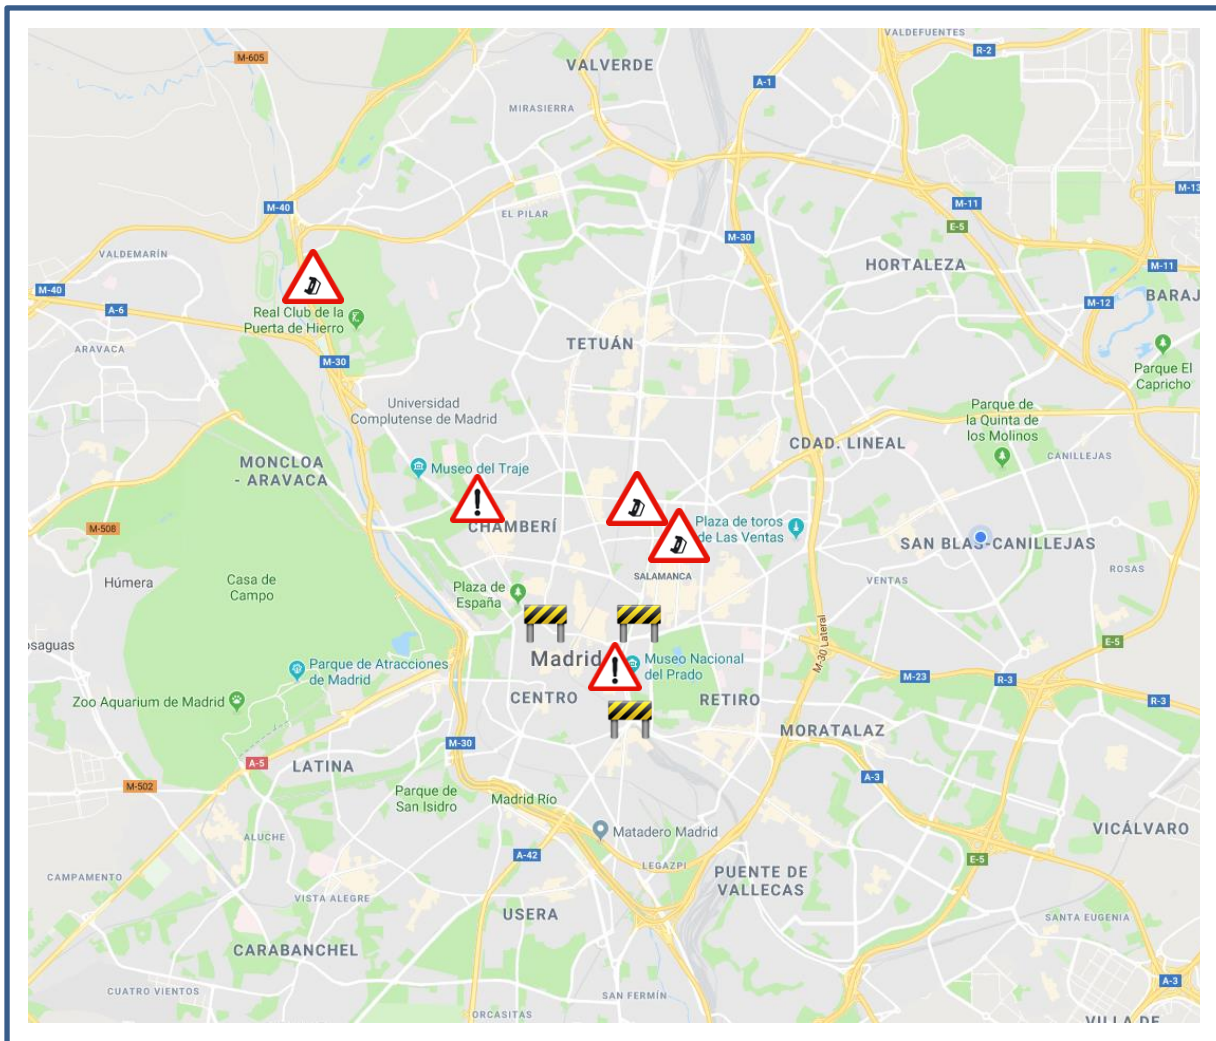 VALDEFUENTES
M-605
R-2
VALVERDE
A-1
MIRASIERRA
M-13
M-40
M-11
EL PILAR
E-5
M-30
VALDEMARÍN
HORTALEZA
M-11
M-40
BARAJ
A-6
M-12
Real Club de la
Puerta de Hierro
TETUÁN
ARAVACA
M-30
Parque El
Capricho
Universidad
Complutense de Madrid
Parque de
la Quinta de
los Molinos
CDAD. LINEAL
MONCLOA
- ARAVACA
CANILLEJAS
Museo del Traje
M-508
CHAMBERÍ
Plaza de toros
de Las Ventas
SAN BLAS-CANILLEJAS
Húmera
Casa de
Campo
SALAMANCA
VENTAS
ROSAS
Plaza de
España
osaguas
M-30 Lateral
E-5
Madrid
Parque de Atracciones
de Madrid
Museo Nacional
del Prado
M-23
R-3
Zoo Aquarium de Madrid
CENTRO
RETIRO
R-3
MORATALAZ
M-30
A-5
LATINA
A-3
M-502
Parque de
San Isidro
Madrid Río
Matadero Madrid
VICÁLVARO
ALUCHE
A-42
E-5
LEGAZPI
PUENTE DE
VALLECAS
CAMPAMENTO
VISTA ALEGRE
USERA
SANTA EUGENIA
CARABANCHEL
A-3
CUATRO VIENTOS
SAN FERMÍN
ORCASITAS
VILLA DE